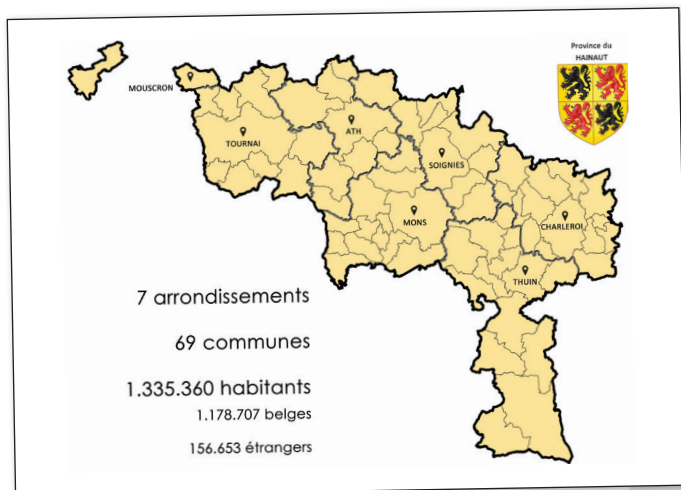 Province du
HAINAUT
MOUSCRON
TOURNAI
ATH
SOIGNIES
MONS
CHARLEROI
THUIN
7 arrondissements
69 communes
1.335.360 habitants
1.178.707 belges
156.653 étrangers